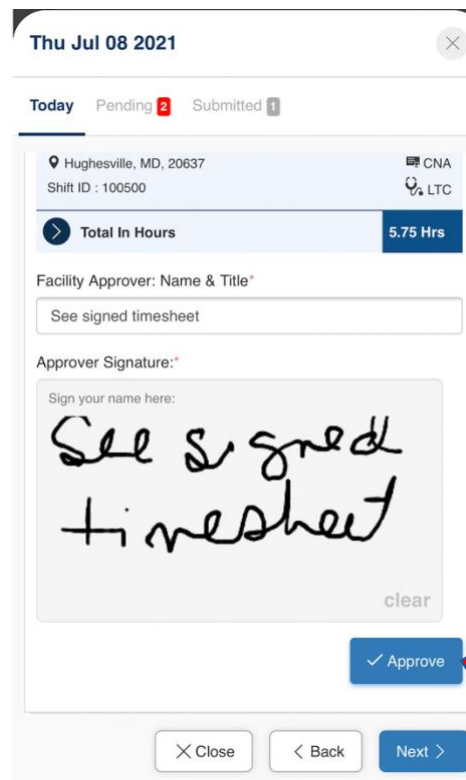 Thu Jul 08 2021
Today Pending 2 Submitted 1
Hughesville, MD, 20637 CNA
Shift ID : 100500 LTC
Total In Hours 5.75 Hrs
Facility Approver: Name & Title*
See signed timesheet
Approver Signature:*
Sign your name here:
See signed
timesheet
clear
Approve
Close Back Next